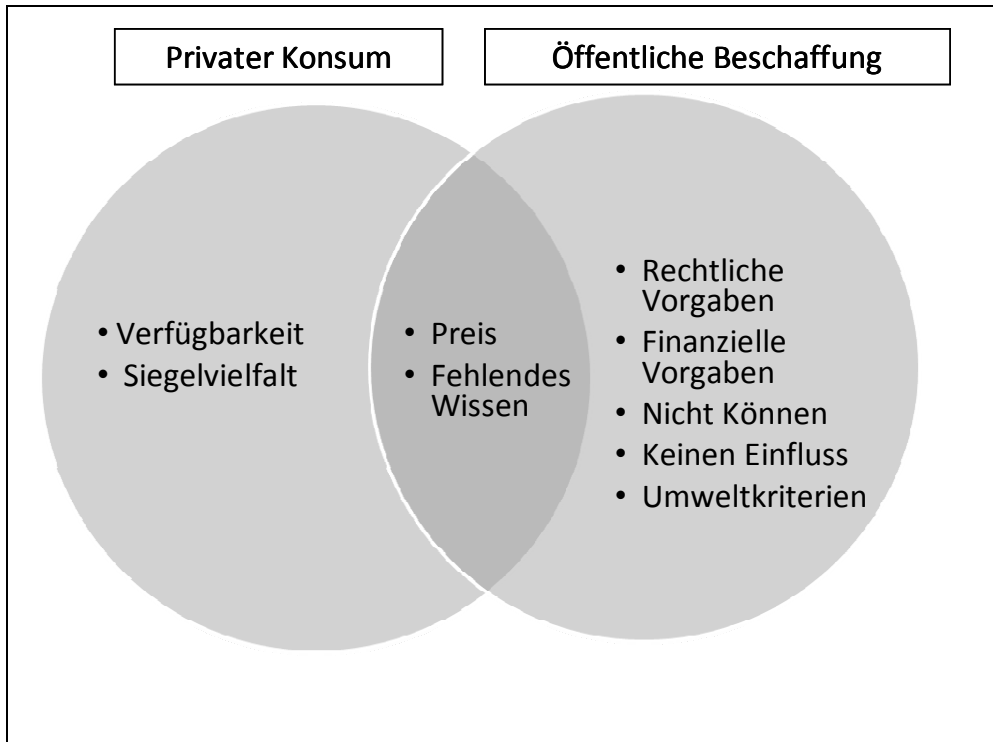 Privater Konsum
Öffentliche Beschaffung
• Verfügbarkeit
• Siegelvielfalt
• Preis
• Fehlendes
Wissen
• Rechtliche
Vorgaben
• Finanzielle
Vorgaben
• Nicht Können
• Keinen Einfluss
• Umweltkriterien